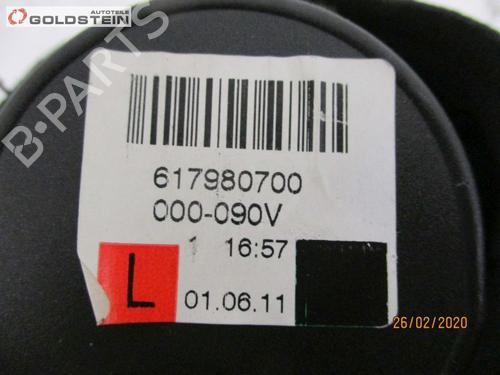 AUTOTEILE
GOLDSTEIN
B-PARTS
617980700
000-090V
1 16:57
L
01.06.11
26/02/2020